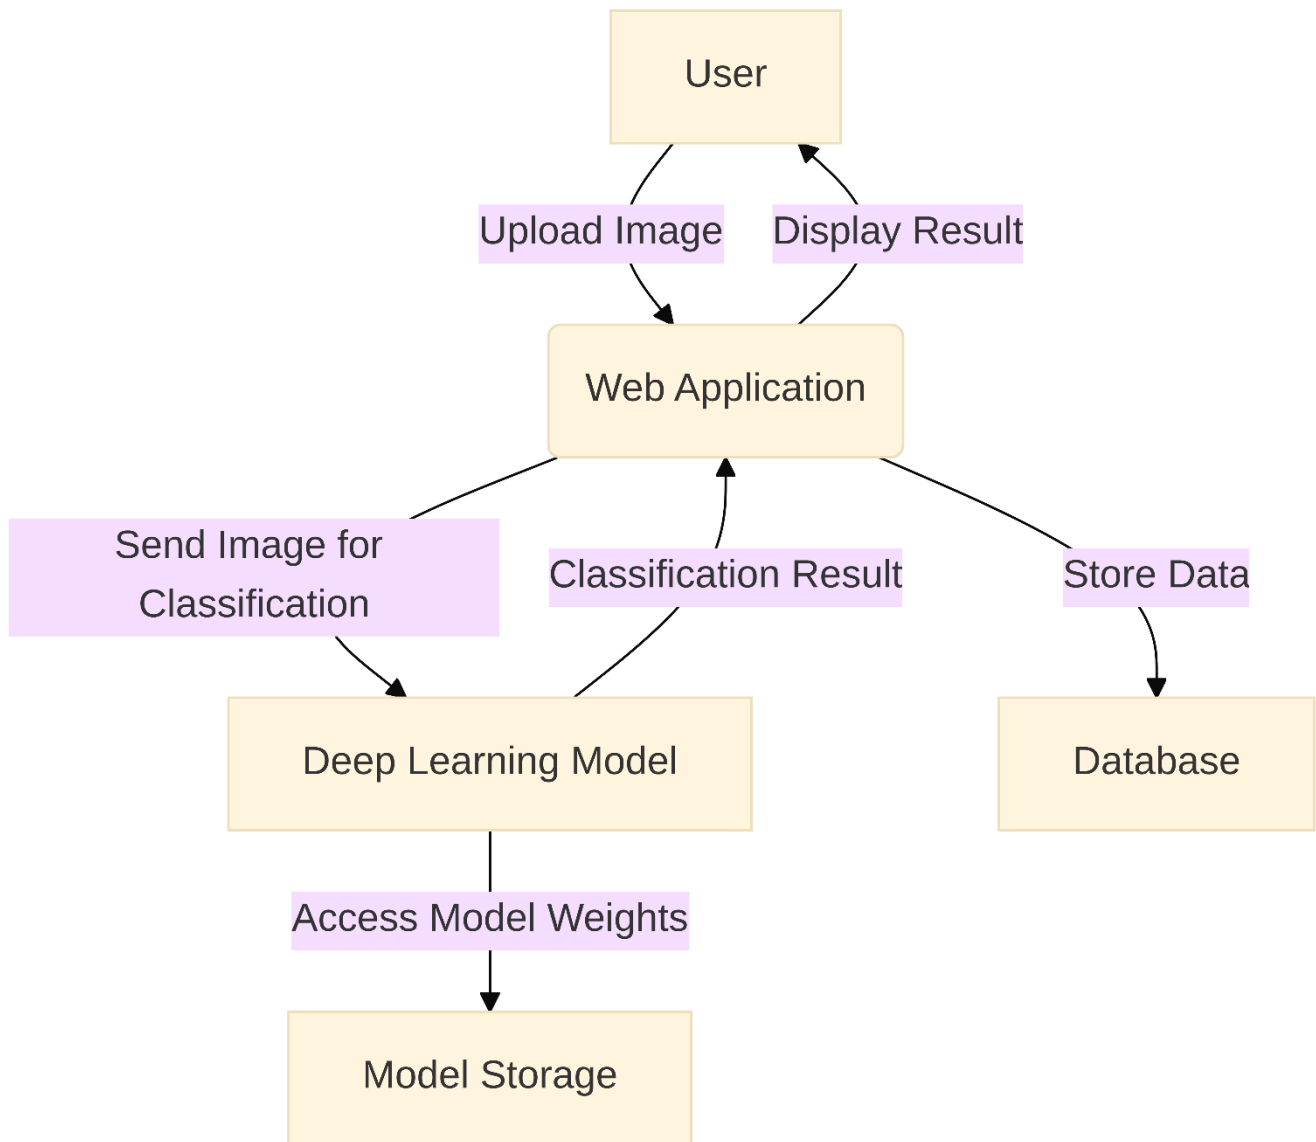 User
Upload Image
Display Result
Web Application
Send Image for
Classification
Classification Result
Store Data
Deep Learning Model
Database
Access Model Weights
Model Storage